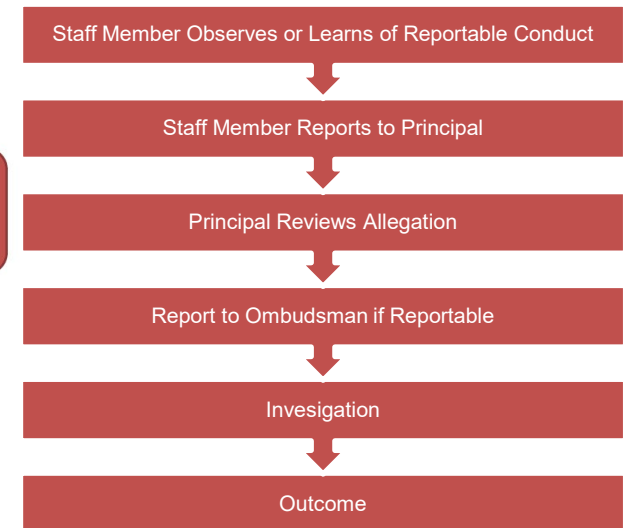 Staff Member Observes or Learns of Reportable Conduct
Staff Member Reports to Principal
Principal Reviews Allegation
Report to Ombudsman if Reportable
Invesigation
Outcome